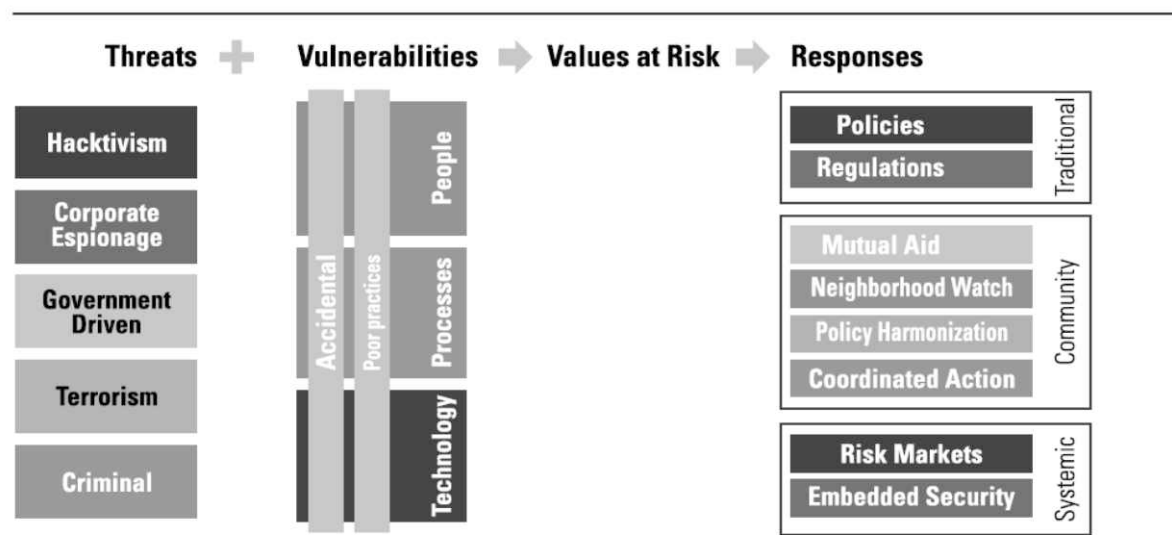 Threats
Vulnerabilities
Values at Risk
Responses
Hacktivism
Corporate
Espionage
Government
Driven
Terrorism
Criminal
Accidental
Poor practices
People
Processes
Technology
Policies
Regulations
Traditional
Mutual Aid
Neighborhood Watch
Policy Harmonization
Coordinated Action
Community
Risk Markets
Embedded Security
Systemic